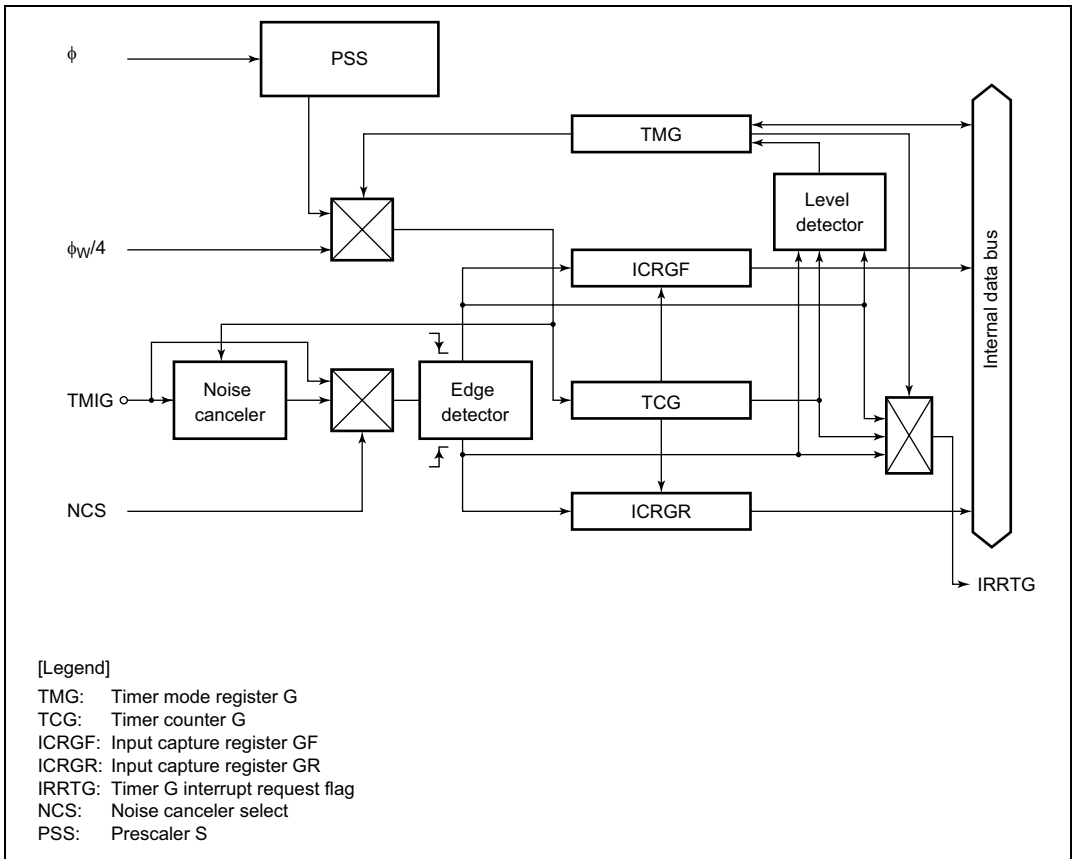 ϕ
PSS
TMG
Level
detector
ϕW/4
ICRGF
Internal data bus
TMIG
Noise
canceler
Edge
detector
TCG
NCS
ICRGR
IRRTG
[Legend]
TMG: Timer mode register G
TCG: Timer counter G
ICRGF: Input capture register GF
ICRGR: Input capture register GR
IRRTG: Timer G interrupt request flag
NCS: Noise canceler select
PSS: Prescaler S